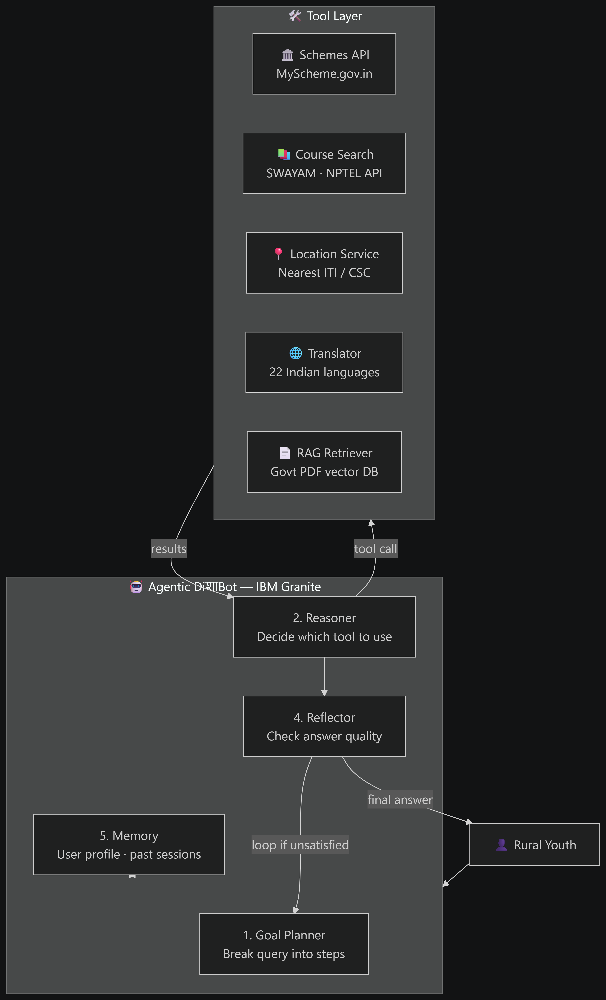 🛠️ Tool Layer
🏛️ Schemes API
MyScheme.gov.in
📚 Course Search
SWAYAM · NPTEL API
📍 Location Service
Nearest ITI / CSC
🌐 Translator
22 Indian languages
📄 RAG Retriever
Govt PDF vector DB
results
tool call
🤖 Agentic DiशाBot — IBM Granite
2. Reasoner
Decide which tool to use
4. Reflector
Check answer quality
final answer
5. Memory
User profile · past sessions
loop if unsatisfied
👤 Rural Youth
1. Goal Planner
Break query into steps